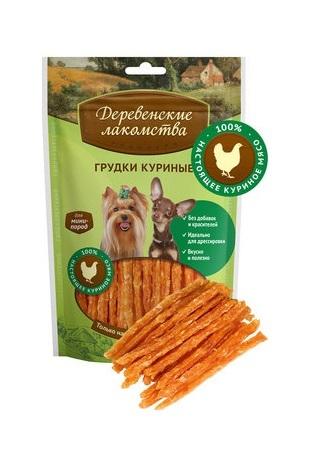 Деревенские
лакомства
ГРУДКИ КУРИНЫЕ
100%
НАСТОЯЩЕЕ КУРИНОЕ МЯСО
для
мини-
пород
Без добавок
и красителей
Идеально
для дрессировки
Вкусно
и полезно
100%
НАСТОЯЩЕЕ КУРИНОЕ МЯСО
Только